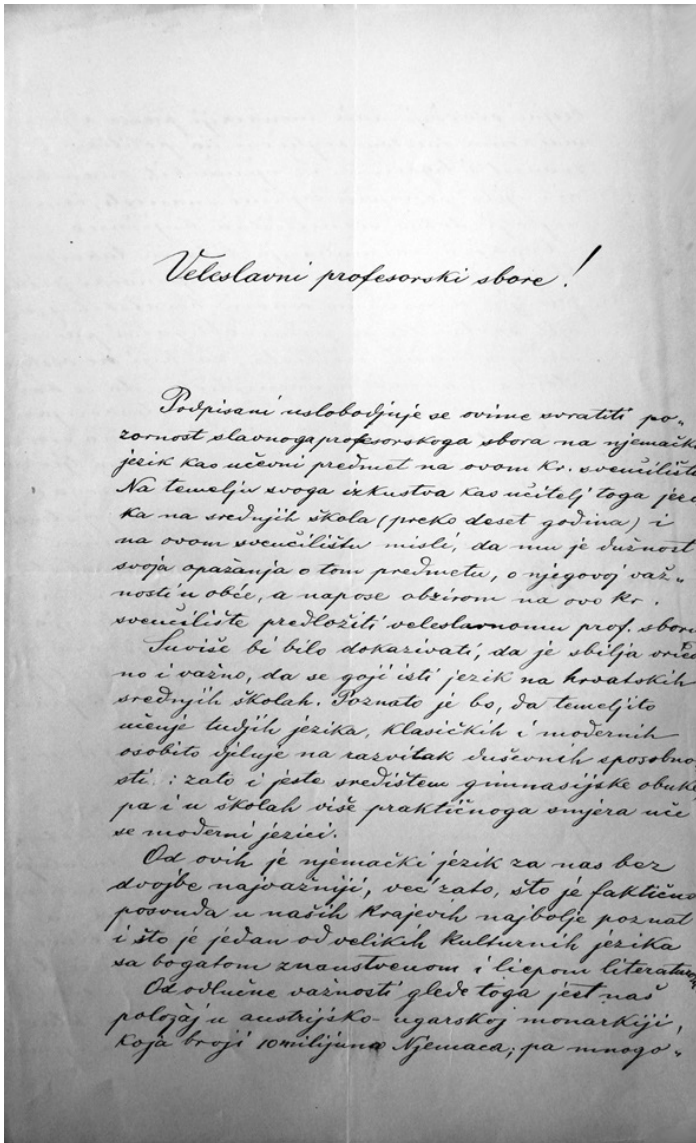 Veleslavni profesorski sbore!
Podpisani uslobodjuje se ovime svratiti po„
zornost slavnoga profesorskoga sbora na njemački
jezik kao učevni predmet na ovom kr. sveučilištu
Na temelju svoga izkustva kao učitelj toga jezi
ka na srednjih škola (preko deset godina) i
na ovom sveučilištu misli, da mu je dužnost
svoja opažanja o tom predmetu, o njegovoj važ„
nosti u obće, a napose obzirom na ovo kr.
sveučilište predložiti veleslavnomu prof. sboru
Suviše bi bilo dokazivati, da je sbilja vried
no i važno, da se goji isti jezik na hrvatskih
srednjih školah. Poznato je bo, da temeljito
učenje tudjih jezika, klasičkih i modernih
osobito djeluje na razvitak duševnih sposobno
sti.: zato i jeste središtem gimnasijske obuke
pa i u školah više praktičnoga smjera uče
se moderni jezici.
Od ovih je njemački jezik za nas bez
dvojbe najvažniji, već zato, što je faktično
posvuda u naših krajevih najbolje poznat
i što je jedan od velikih kulturnih jezika
sa bogatom znanstvenom i liepom literaturom
Od odlučne važnosti glede toga jest naš
položaj u austrijsko-ugarskoj monarkiji,
koja broji 10 milijuna Njemaca; pa mnogo„